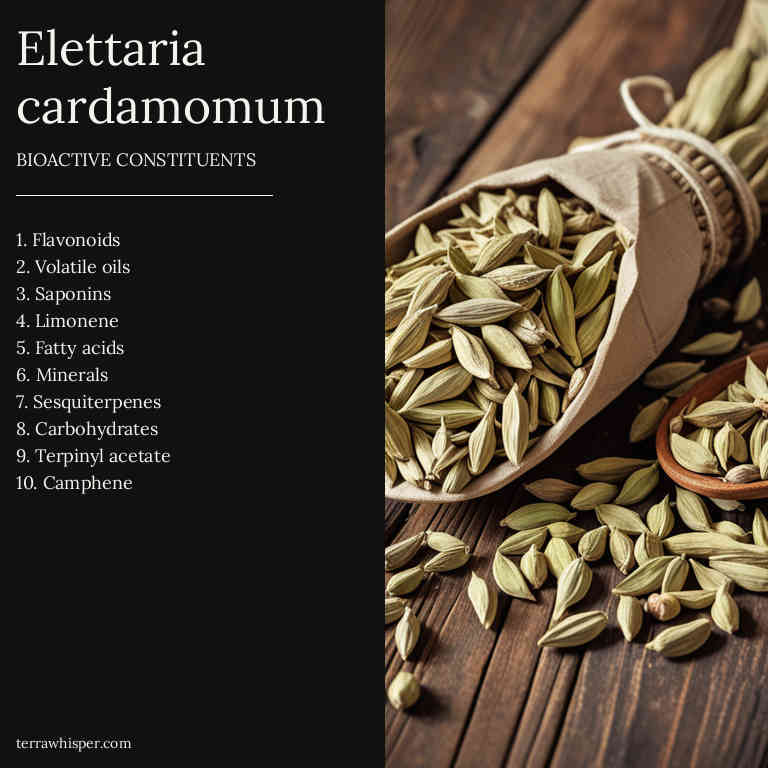 Elettaria
cardamomum
BIOACTIVE CONSTITUENTS
1. Flavonoids
2. Volatile oils
3. Saponins
4. Limonene
5. Fatty acids
6. Minerals
7. Sesquiterpenes
8. Carbohydrates
9. Terpinyl acetate
10. Camphene
terrawhisper.com